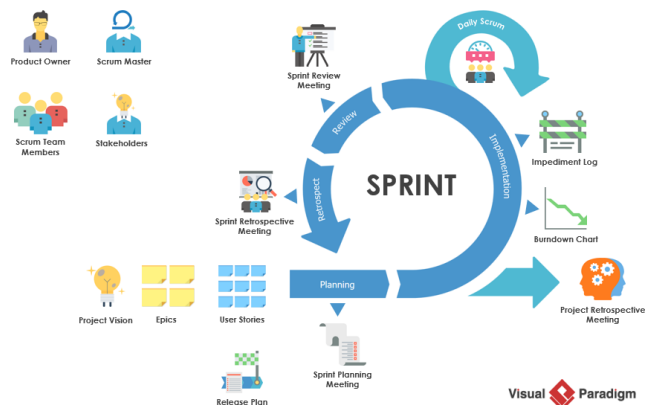 Product Owner
Scrum Master
Scrum Team
Members
Stakeholders
Sprint Review
Meeting
Daily Scrum
Review
SPRINT
Implementation
Impediment Log
Retrospect
Sprint Retrospective
Meeting
Burndown Chart
Project Vision
Epics
User Stories
Planning
Project Retrospective
Meeting
Sprint Planning
Meeting
Release Plan
Visual Paradigm